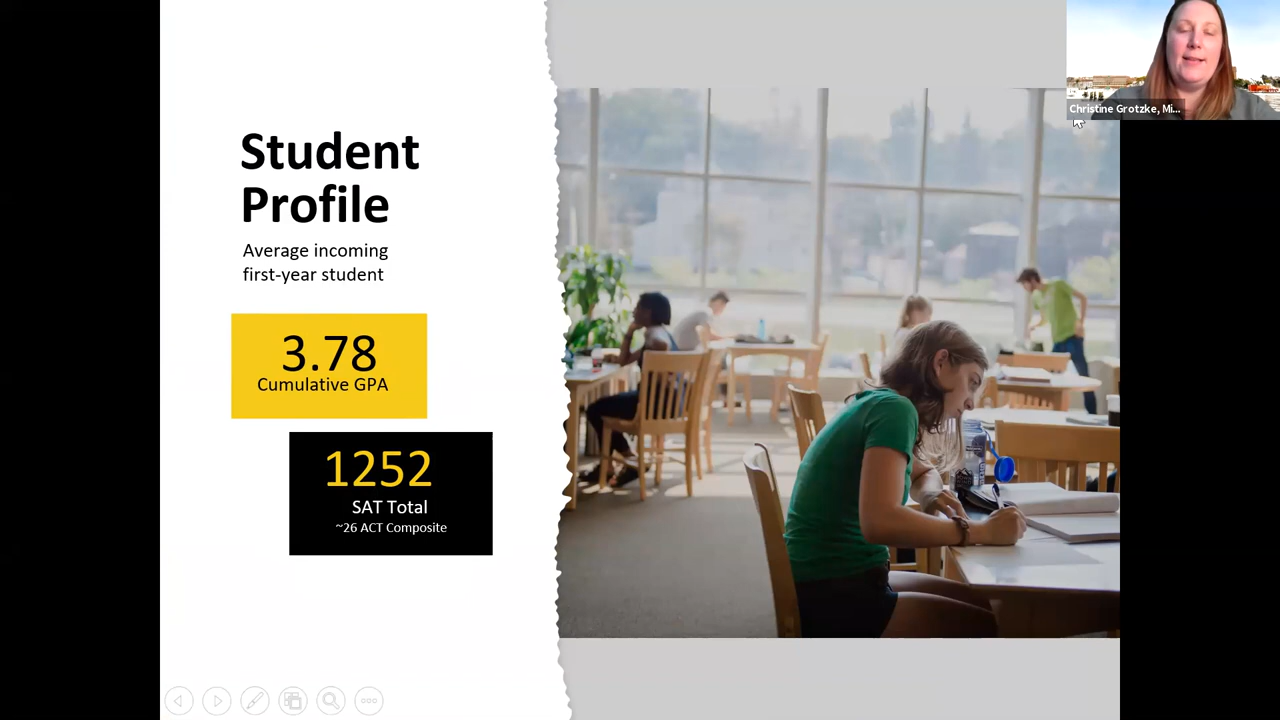 Student
Profile
Average incoming
first-year student
3.78
Cumulative GPA
1252
SAT Total
~26 ACT Composite
Christine Grotzke, Mi...